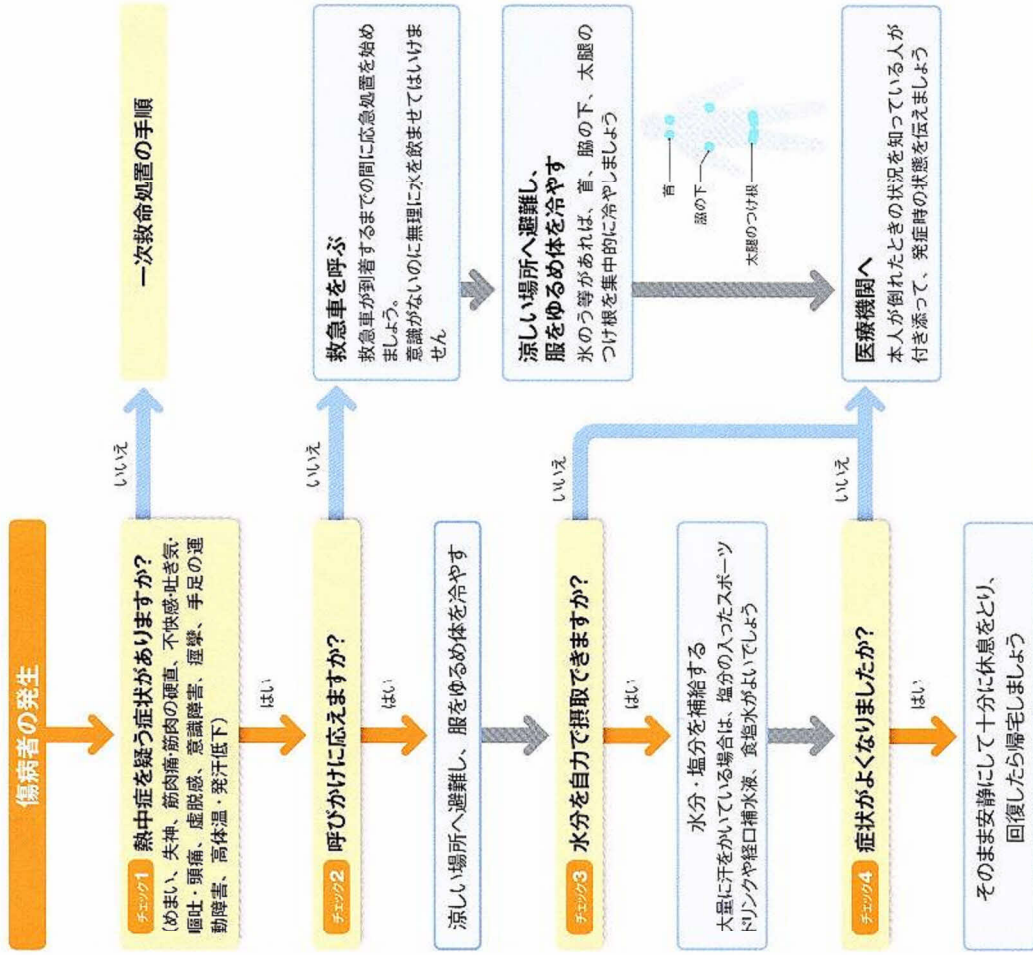 傷病者の発生
チェック1 熱中症を疑う症状がありますか?
(めまい、失神、筋肉痛・筋肉の硬直、不快感・吐き気・
嘔吐・頭痛、虚脱感、意識障害、痙攣、手足の運
動障害、高体温・発汗低下)
いいえ
一次救命処置の手順
はい
チェック2 呼びかけに応えますか?
いいえ
救急車を呼ぶ
救急車が到着するまでの間に応急処置を始め
ましょう。
意識がないのに無理に水を飲ませてはいけま
せん
はい
涼しい場所へ避難し、服をゆるめ体を冷やす
涼しい場所へ避難し、
服をゆるめ体を冷やす
氷のう等があれば、首、脇の下、太腿の
つけ根を集中的に冷やしましょう
首
脇の下
太腿のつけ根
チェック3 水分を自力で摂取できますか?
いいえ
はい
水分・塩分を補給する
大量に汗をかいている場合は、塩分の入ったスポーツ
ドリンクや経口補水液、食塩水がよいでしょう
チェック4 症状がよくなりましたか?
いいえ
医療機関へ
本人が倒れたときの状況を知っている人が
付き添って、発症時の状態を伝えましょう
はい
そのまま安静にして十分に休息をとり、
回復したら帰宅しましょう